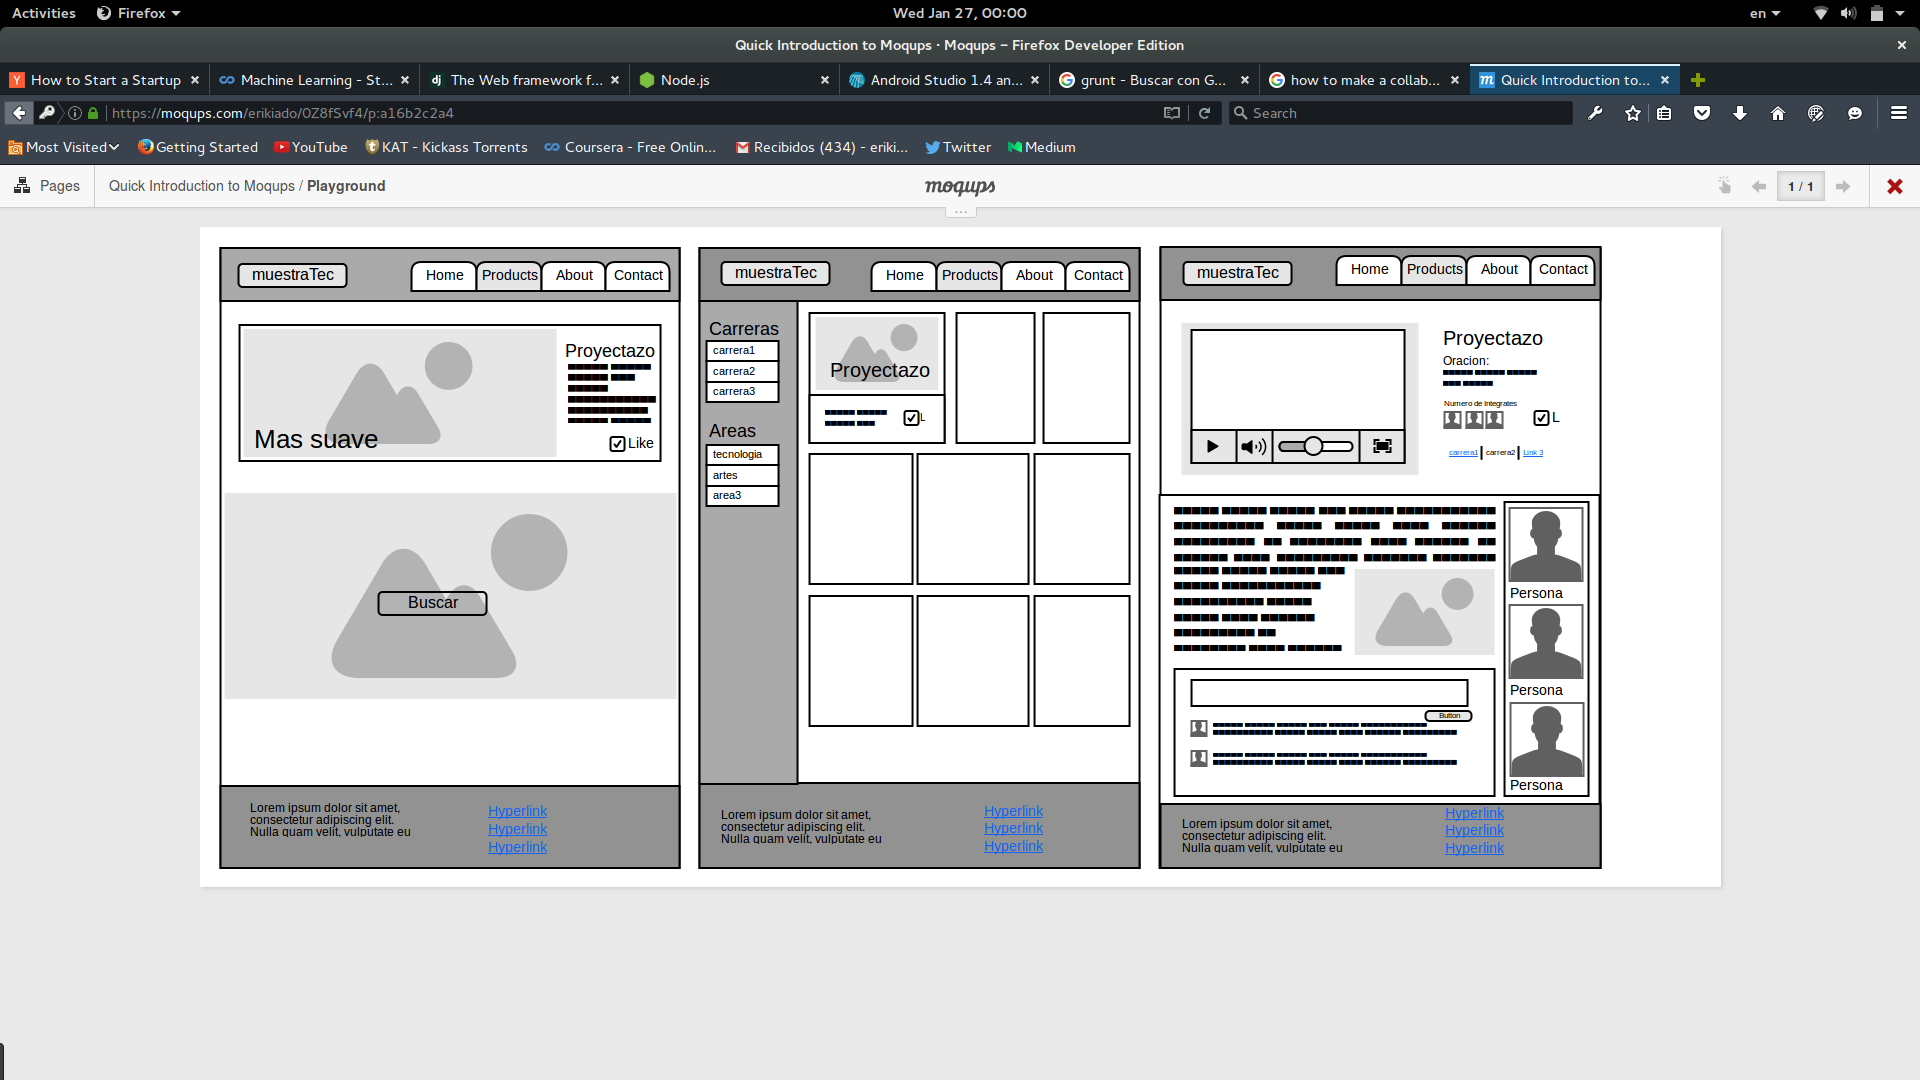 Activities Firefox Wed Jan 27, 00:00 en
Quick Introduction to Moqups · Moqups – Firefox Developer Edition
How to Start a Startup Machine Learning - St... The Web framework f... Node.js Android Studio 1.4 an... grunt - Buscar con G... how to make a collab... Quick Introduction to...
https://moqups.com/erikiado/0Z8fSvf4/p:a16b2c2a4 Search
Most Visited Getting Started YouTube KAT - Kickass Torrents Coursera - Free Onlin... Recibidos (434) - eriki... Twitter Medium
Pages Quick Introduction to Moqups / Playground moqups 1 / 1
...
muestraTec Home Products About Contact
Proyectazo
Mas suave
Like
Buscar
Lorem ipsum dolor sit amet,
consectetur adipiscing elit.
Nulla quam velit, vulputate eu
Hyperlink
Hyperlink
Hyperlink
muestraTec Home Products About Contact
Carreras
carrera1
carrera2
carrera3
Areas
tecnologia
artes
area3
Proyectazo
L
Lorem ipsum dolor sit amet,
consectetur adipiscing elit.
Nulla quam velit, vulputate eu
Hyperlink
Hyperlink
Hyperlink
muestraTec Home Products About Contact
Proyectazo
Oracion:
Numero de Integrates
L
carrera1 carrera2 Link 3
Persona
Persona
Persona
Button
Lorem ipsum dolor sit amet,
consectetur adipiscing elit.
Nulla quam velit, vulputate eu
Hyperlink
Hyperlink
Hyperlink